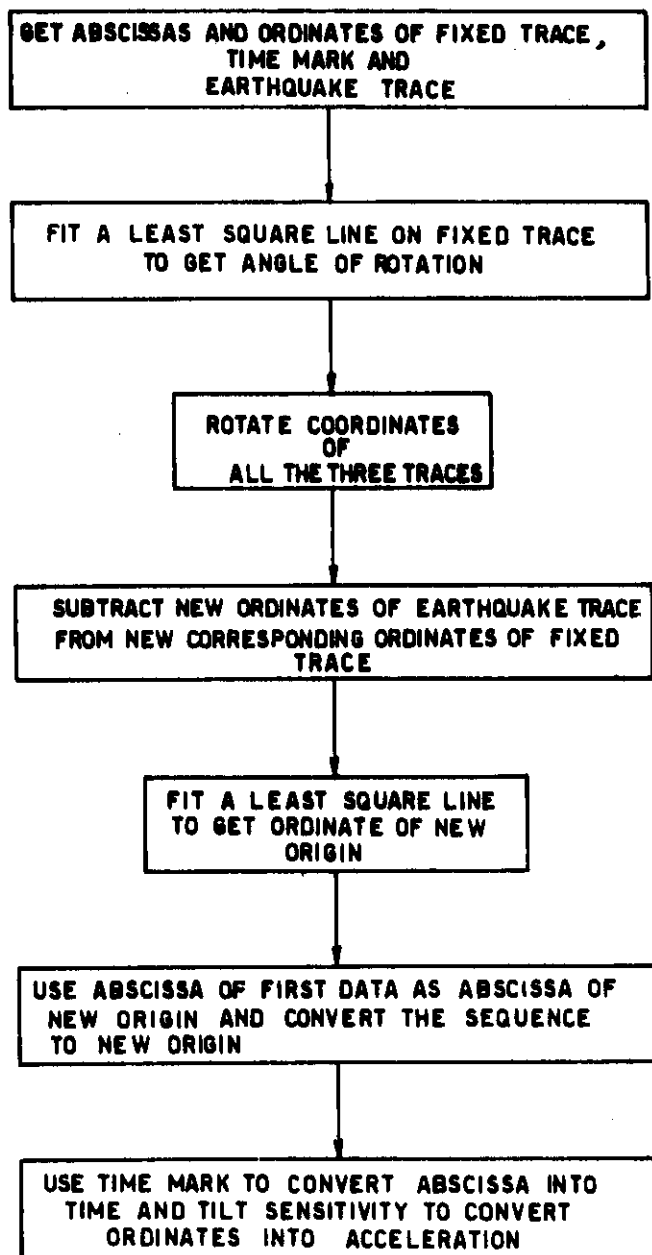 GET ABSCISSAS AND ORDINATES OF FIXED TRACE,
TIME MARK AND
EARTHQUAKE TRACE
FIT A LEAST SQUARE LINE ON FIXED TRACE
TO GET ANGLE OF ROTATION
ROTATE COORDINATES
OF
ALL THE THREE TRACES
SUBTRACT NEW ORDINATES OF EARTHQUAKE TRACE
FROM NEW CORRESPONDING ORDINATES OF FIXED
TRACE
FIT A LEAST SQUARE LINE
TO GET ORDINATE OF NEW
ORIGIN
USE ABSCISSA OF FIRST DATA AS ABSCISSA OF
NEW ORIGIN AND CONVERT THE SEQUENCE
TO NEW ORIGIN
USE TIME MARK TO CONVERT ABSCISSA INTO
TIME AND TILT SENSITIVITY TO CONVERT
ORDINATES INTO ACCELERATION